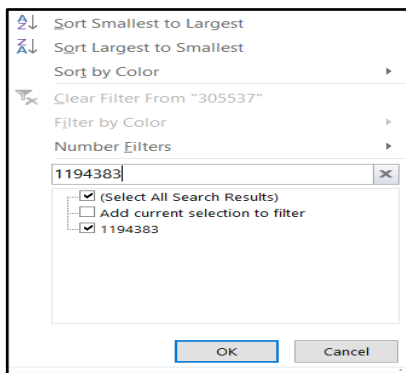 Sort Smallest to Largest
Sort Largest to Smallest
Sort by Color
Clear Filter From "305537"
Filter by Color
Number Filters
1194383
(Select All Search Results)
Add current selection to filter
1194383
OK Cancel